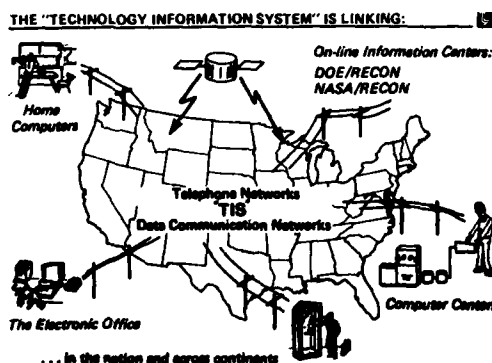 THE "TECHNOLOGY INFORMATION SYSTEM" IS LINKING:
On-line Information Centers:
DOE/RECON
NASA/RECON
Home
Computers
Telephone Networks
'TIS'
Data Communication Networks
Computer Centers
The Electronic Office
... in the nation and across continents